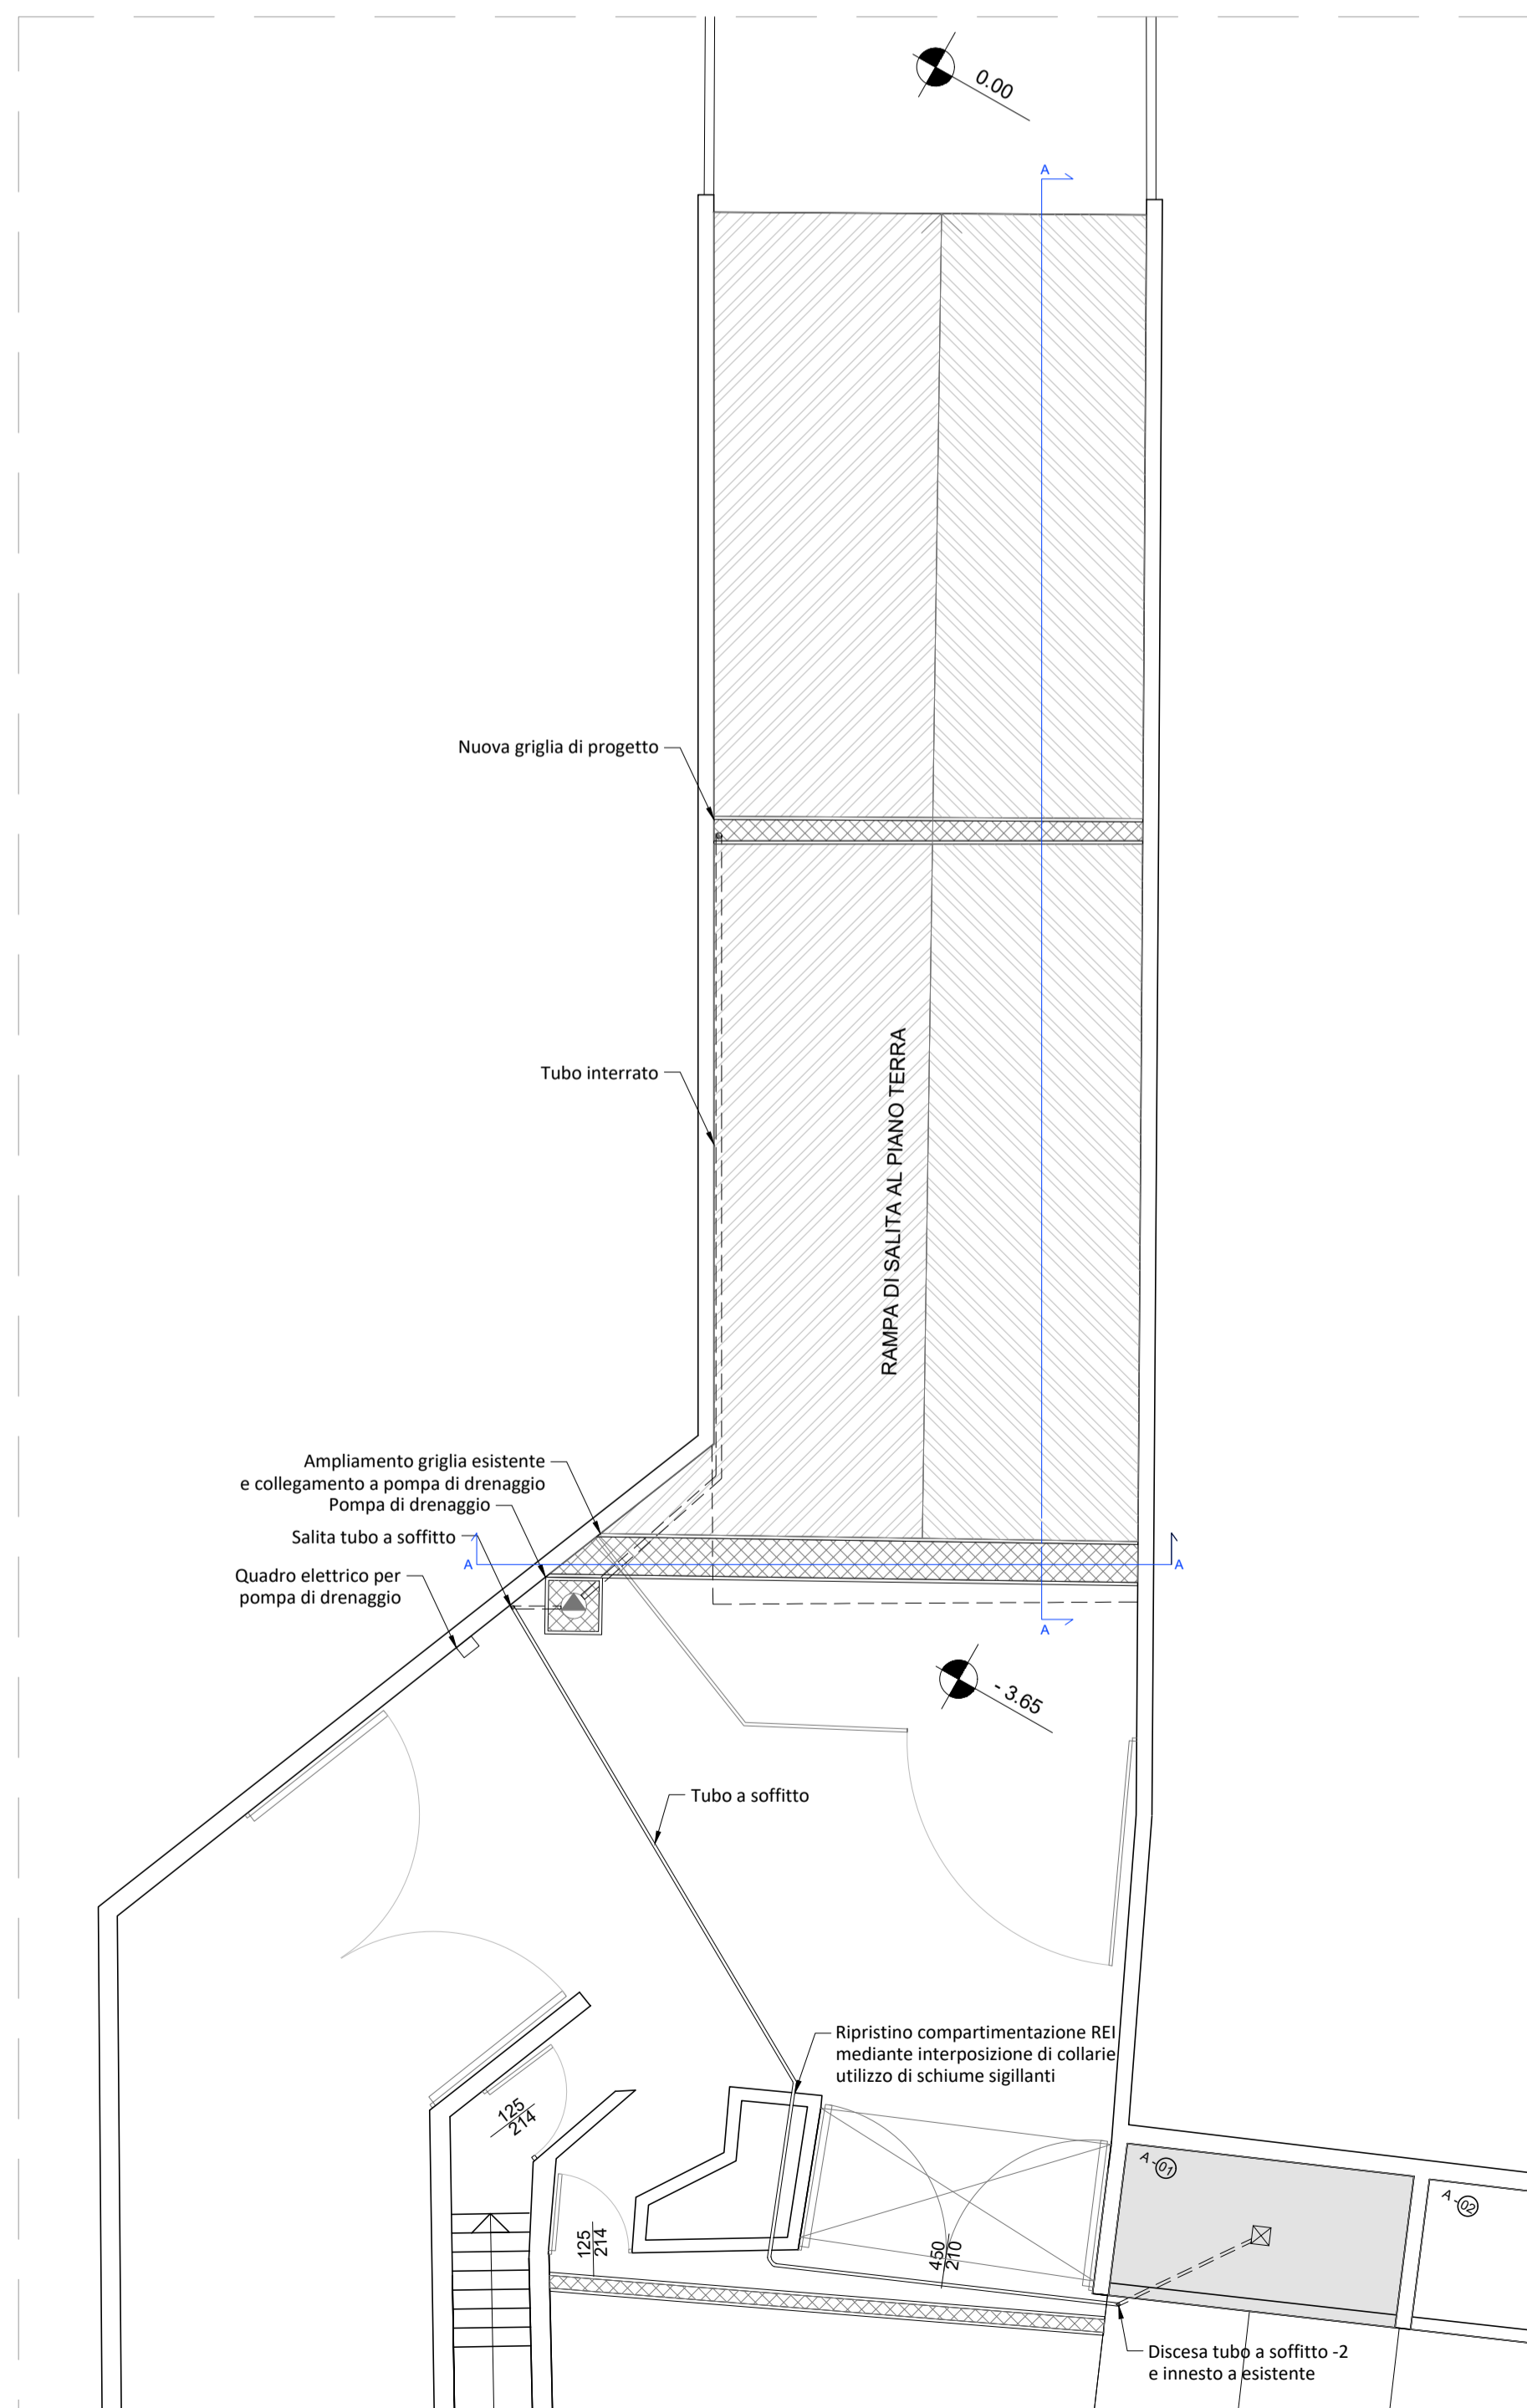 0.00
A
Nuova griglia di progetto
Tubo interrato
RAMPA DI SALITA AL PIANO TERRA
Ampliamento griglia esistente
e collegamento a pompa di drenaggio
Pompa di drenaggio
Salita tubo a soffitto
A
A
Quadro elettrico per
pompa di drenaggio
A
- 3.65
Tubo a soffitto
Ripristino compartimentazione REI
mediante interposizione di collarie
utilizzo di schiume sigillanti
125
214
A -01
A -02
125
214
450
210
Discesa tubo a soffitto -2
e innesto a esistente